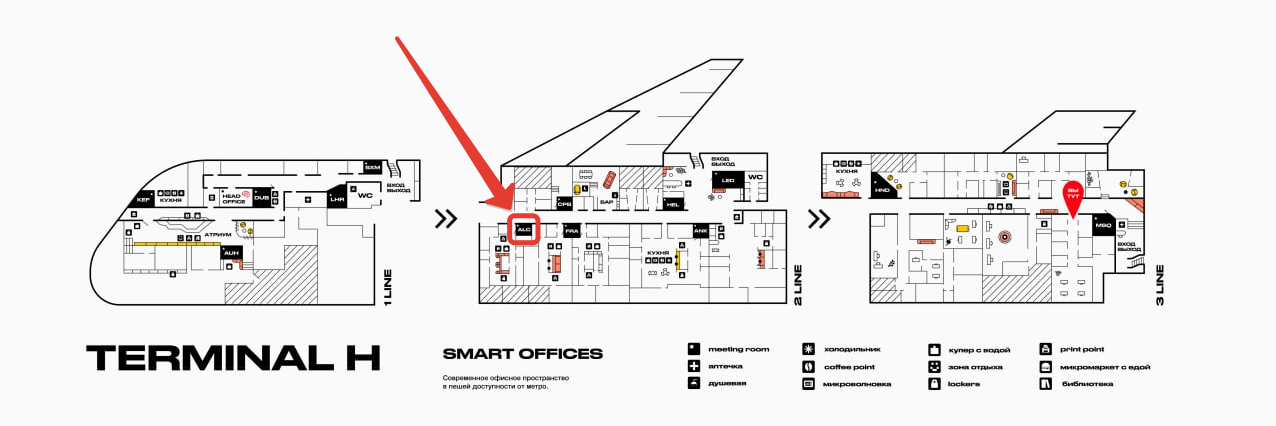 SXM
ВХОД
ВЫХОД
KEF
КУХНЯ
HEAD
OFFICE
DUB
LHR
WC
АТРИУМ
AUH
1 LINE
ВХОД
ВЫХОД
LED
WC
CPH
SAP
HEL
ALC
FRA
ANK
КУХНЯ
2 LINE
КУХНЯ
HND
ВЫ
ТУТ
MSQ
ВХОД
ВЫХОД
3 LINE
TERMINAL H
SMART OFFICES
Современное офисное пространство
в пешей доступности от метро.
meeting room
аптечка
душевая
холодильник
coffee point
микроволновка
кулер с водой
зона отдыха
lockers
print point
микромаркет с едой
библиотека